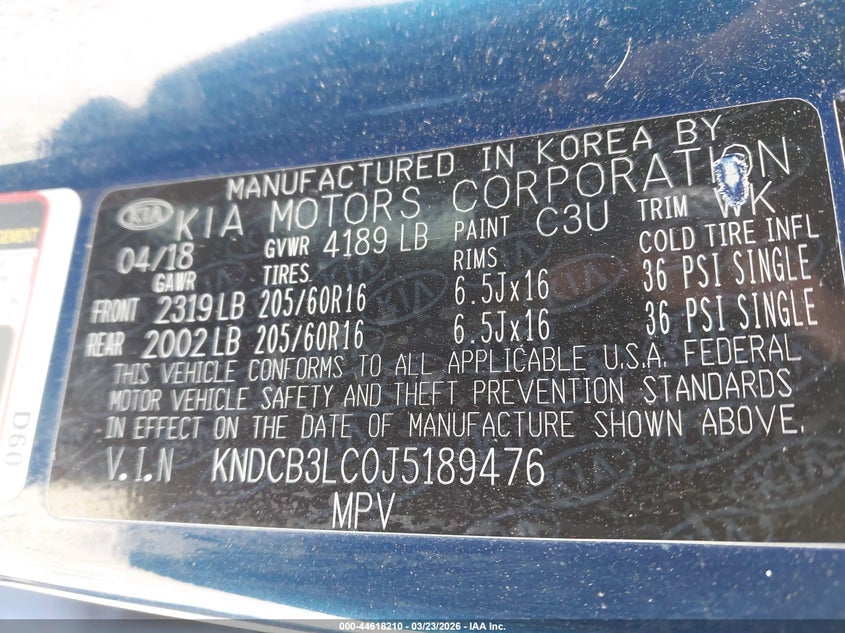 MANUFACTURED IN KOREA BY
KIA KIA MOTORS CORPORATION
04/18 GVWR 4189 LB PAINT C3U TRIM WK
GAWR TIRES. RIMS COLD TIRE INFL
FRONT 2319 LB 205/60R16 6.5Jx16 36 PSI SINGLE
REAR 2002 LB 205/60R16 6.5Jx16 36 PSI SINGLE
THIS VEHICLE CONFORMS TO ALL APPLICABLE U.S.A. FEDERAL
MOTOR VEHICLE SAFETY AND THEFT PREVENTION STANDARDS
IN EFFECT ON THE DATE OF MANUFACTURE SHOWN ABOVE.
V.I.N KNDCB3LC0J5189476
MPV
D60
000-44618210 - 03/23/2026 - IAA Inc.